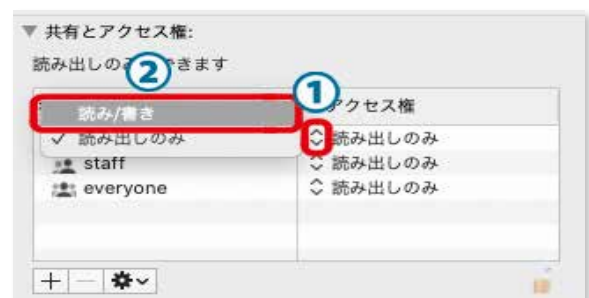 共有とアクセス権:
読み出しのみ きます
②
①
アクセス権
読み/書き
✓ 読み出しのみ
読み出しのみ
staff
読み出しのみ
everyone
読み出しのみ